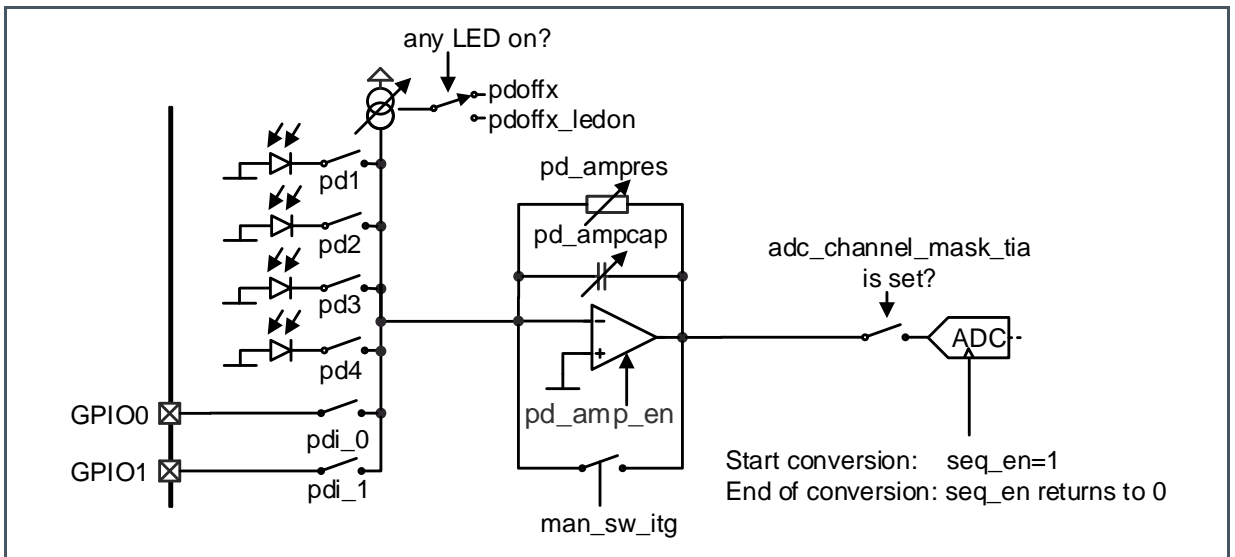 any LED on?
pdoffx
pdoffx_ledon
pd1
pd2
pd3
pd4
GPIO0
pdi_0
GPIO1
pdi_1
pd_ampres
pd_ampcap
pd_amp_en
man_sw_itg
adc_channel_mask_tia
is set?
ADC
Start conversion: seq_en=1
End of conversion: seq_en returns to 0